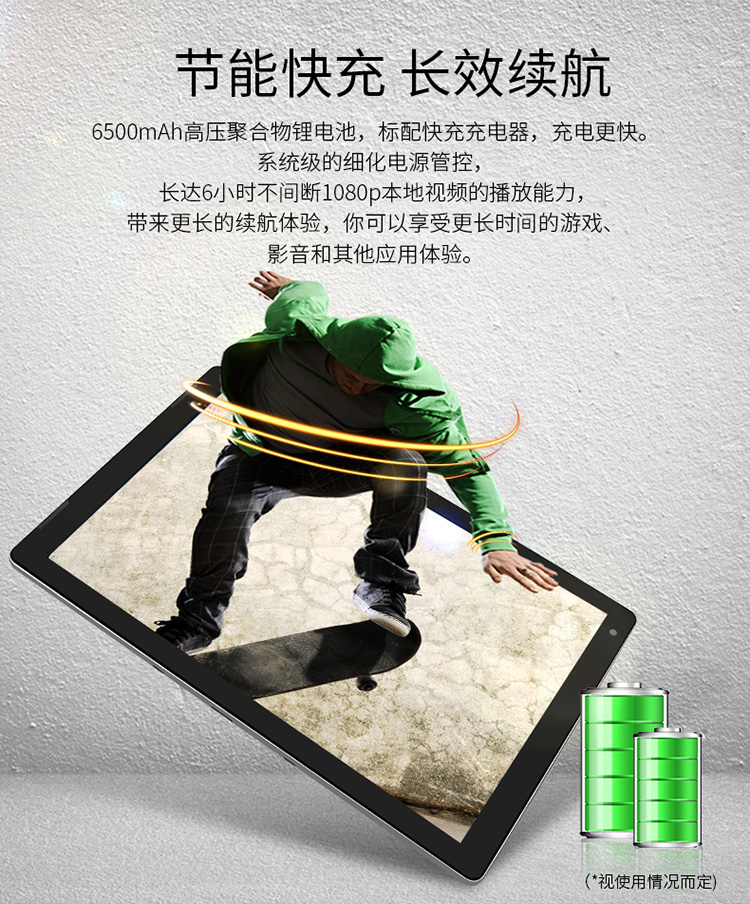 节能快充 长效续航
6500mAh高压聚合物锂电池，标配快充充电器，充电更快。
系统级的细化电源管控，
长达6小时不间断1080p本地视频的播放能力，
带来更长的续航体验，你可以享受更长时间的游戏、
影音和其他应用体验。
（*视使用情况而定)